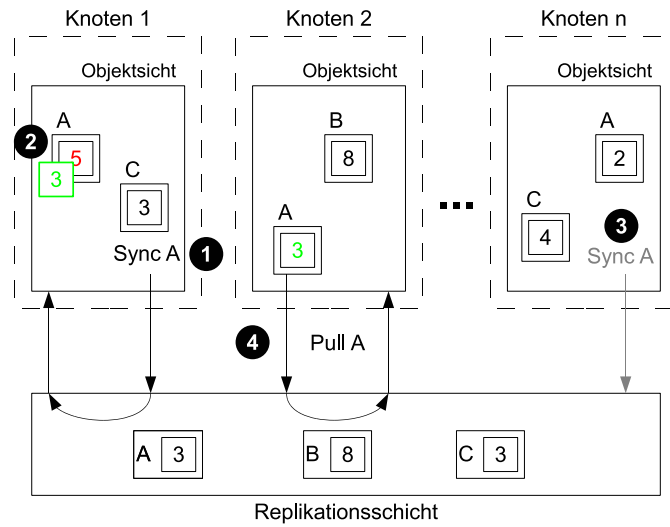 Knoten 1
Knoten 2
Knoten n
Objektsicht
Objektsicht
Objektsicht
A
2
5
3
C
3
Sync A
1
B
8
A
3
...
A
2
C
4
3
Sync A
4
Pull A
A 3
B 8
C 3
Replikationsschicht